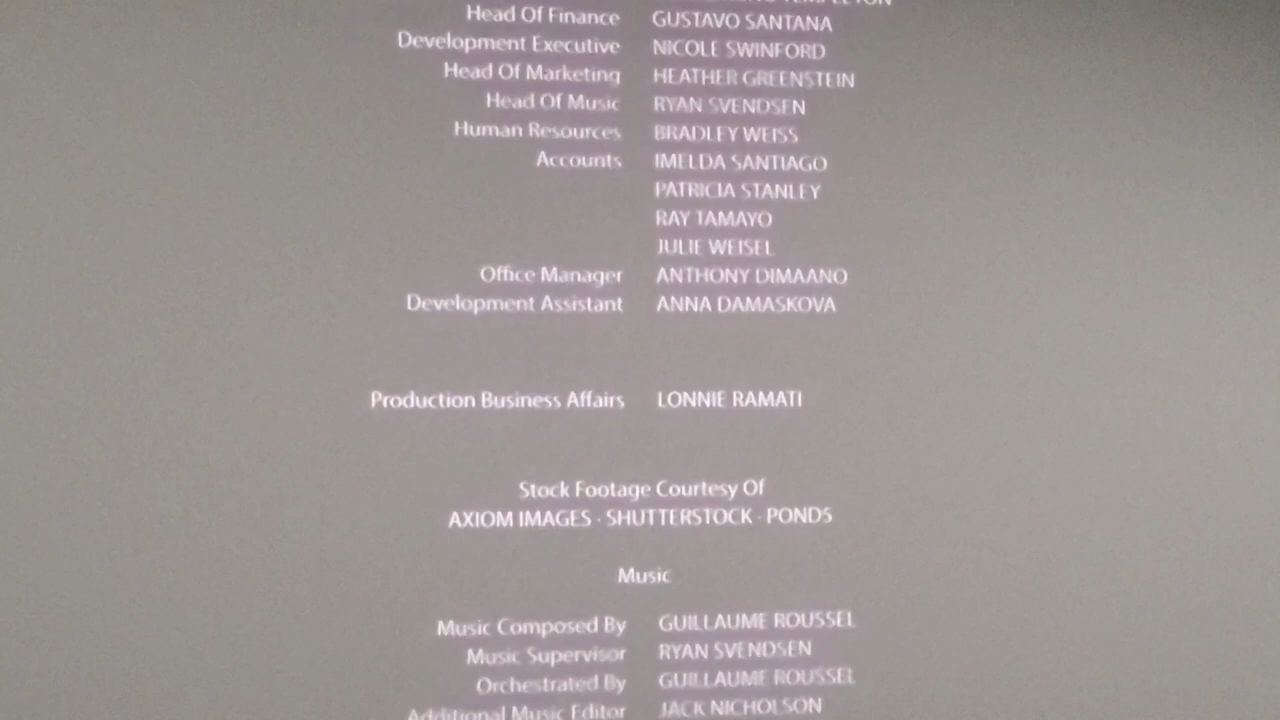 Head Of Finance GUSTAVO SANTANA
Development Executive NICOLE SWINFORD
Head Of Marketing HEATHER GREENSTEIN
Head Of Music RYAN SVENDSEN
Human Resources BRADLEY WEISS
Accounts IMELDA SANTIAGO
PATRICIA STANLEY
RAY TAMAYO
JULIE WEISEL
Office Manager ANTHONY DIMAANO
Development Assistant ANNA DAMASKOVA
Production Business Affairs LONNIE RAMATI
Stock Footage Courtesy Of
AXIOM IMAGES · SHUTTERSTOCK · POND5
Music
Music Composed By GUILLAUME ROUSSEL
Music Supervisor RYAN SVENDSEN
Orchestrated By GUILLAUME ROUSSEL
Additional Music Editor JACK NICHOLSON